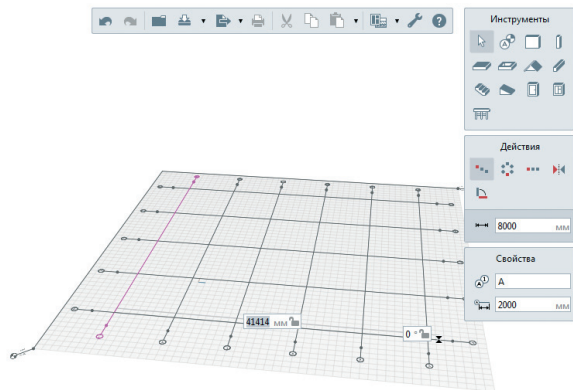 Инструменты
Действия
8000 мм
Свойства
A
2000 мм
41414 мм
0 °